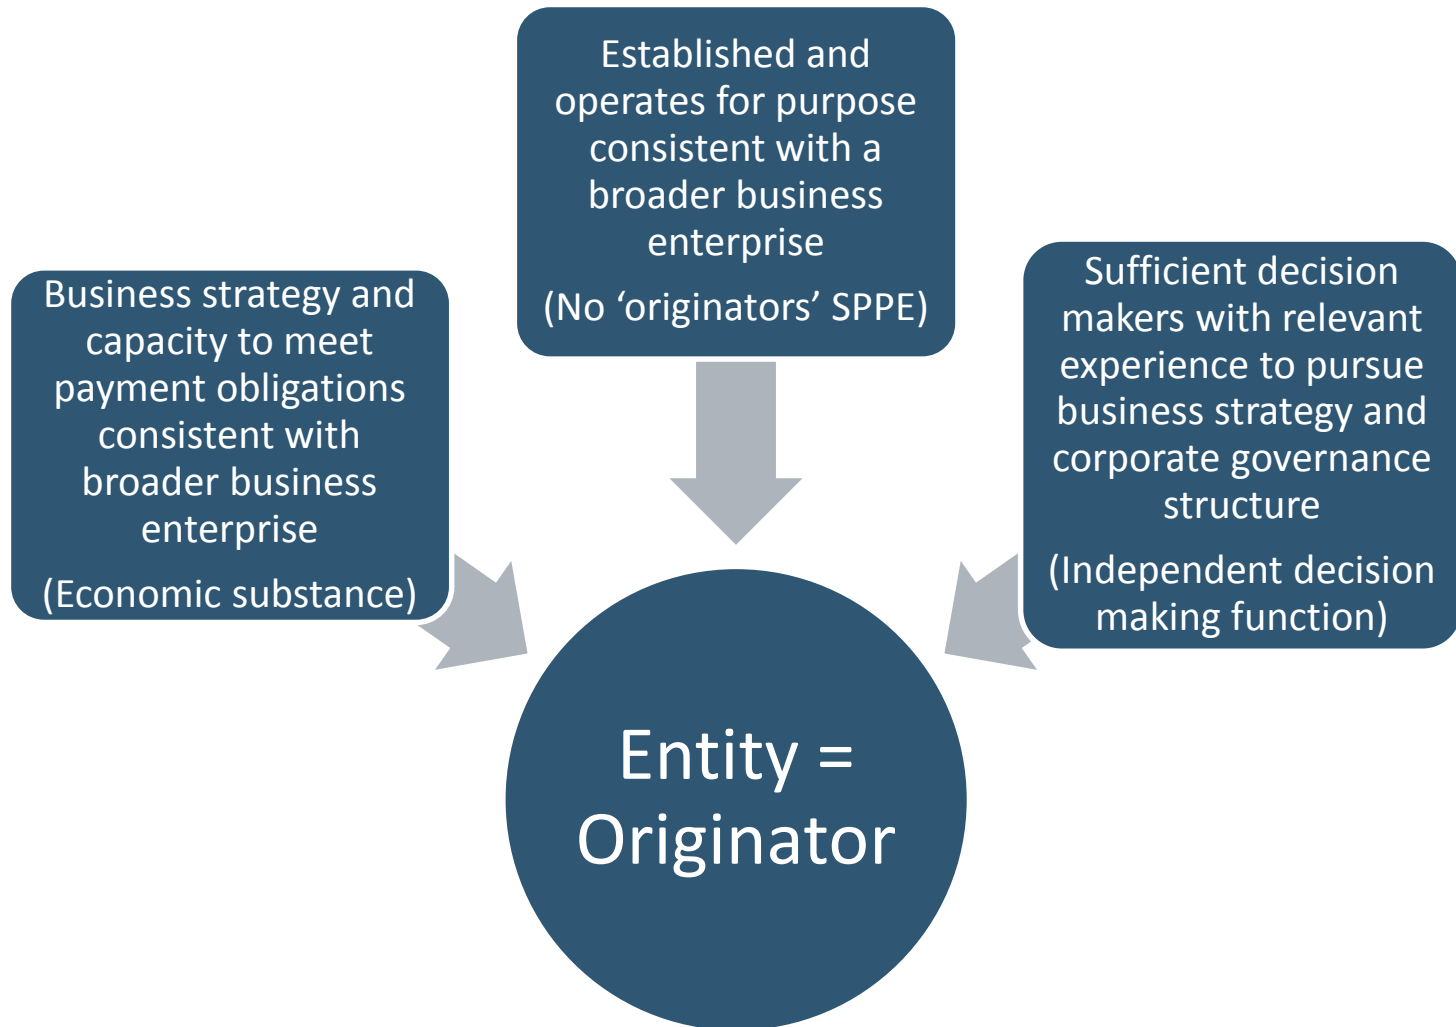 Established and
operates for purpose
consistent with a
broader business
enterprise
(No ‘originators’ SPPE)
Business strategy and
capacity to meet
payment obligations
consistent with
broader business
enterprise
(Economic substance)
Sufficient decision
makers with relevant
experience to pursue
business strategy and
corporate governance
structure
(Independent decision
making function)
Entity =
Originator